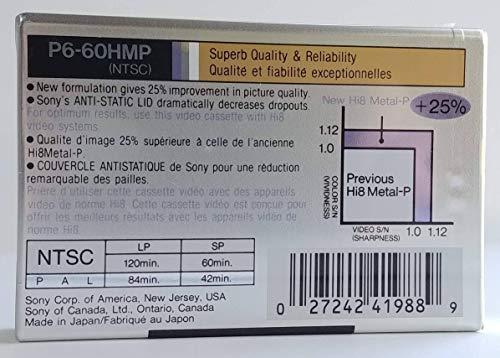 P6-60HMP
(NTSC)
Superb Quality & Reliability
Qualité et fiabilité exceptionnelles
● New formulation gives 25% improvement in picture quality.
● Sony's ANTI-STATIC LID dramatically decreases dropouts.
For optimum results, use this video cassette with Hi8
video systems.
● Qualite d'image 25% supérieure à celle de l'ancienne
Hi8Metal-P.
● COUVERCLE ANTISTATIQUE de Sony pour une réduction
remarquable des pailles.
Prière d'utiliser cette cassette vidéo avec des appareils
vidéo de norme Hi8. Cette cassette vidéo est conçue pour
offrir les meilleurs résultats avec les appareils vidéo de
norme Hi8.
New Hi8 Metal-P
+25%
1.12
1.0
Previous
Hi8 Metal-P
COLOR S/N
(VIVIDNESS)
VIDEO S/N
(SHARPNESS)
1.0 1.12
LP SP
NTSC 120min. 60min.
PAL 84min. 42min.
Sony Corp. of America, New Jersey, USA
Sony of Canada, Ltd., Ontario, Canada
Made in Japan/Fabriqué au Japon
0 27242 41988 9